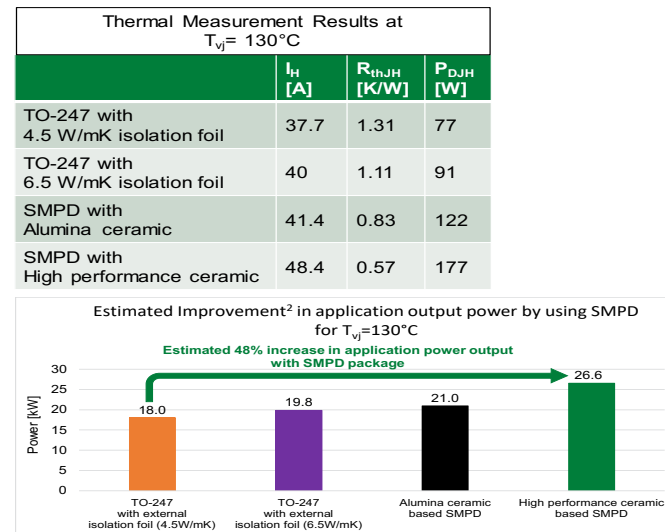 Thermal Measurement Results at
Tvj= 130°C
IH
[A]
RthJH
[K/W]
PDJH
[W]
TO-247 with
4.5 W/mK isolation foil
37.7
1.31
77
TO-247 with
6.5 W/mK isolation foil
40
1.11
91
SMPD with
Alumina ceramic
41.4
0.83
122
SMPD with
High performance ceramic
48.4
0.57
177
Estimated Improvement² in application output power by using SMPD
for Tvj=130°C
Estimated 48% increase in application power output
with SMPD package
Power [kW]
30
25
20
15
10
5
0
18.0
19.8
21.0
26.6
TO-247
with external
isolation foil (4.5W/mK)
TO-247
with external
isolation foil (6.5W/mK)
Alumina ceramic
based SMPD
High performance ceramic
based SMPD